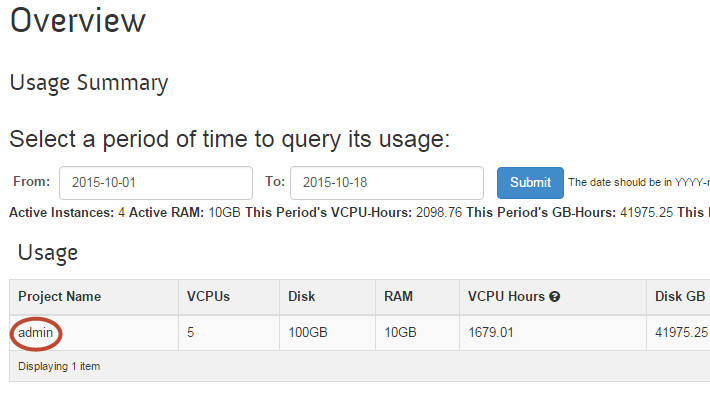 Overview
Usage Summary
Select a period of time to query its usage:
From: 2015-10-01 To: 2015-10-18 Submit The date should be in YYYY-
Active Instances: 4 Active RAM: 10GB This Period's VCPU-Hours: 2098.76 This Period's GB-Hours: 41975.25 This
Usage
Project Name VCPUs Disk RAM VCPU Hours Disk GB
admin 5 100GB 10GB 1679.01 41975.25
Displaying 1 item